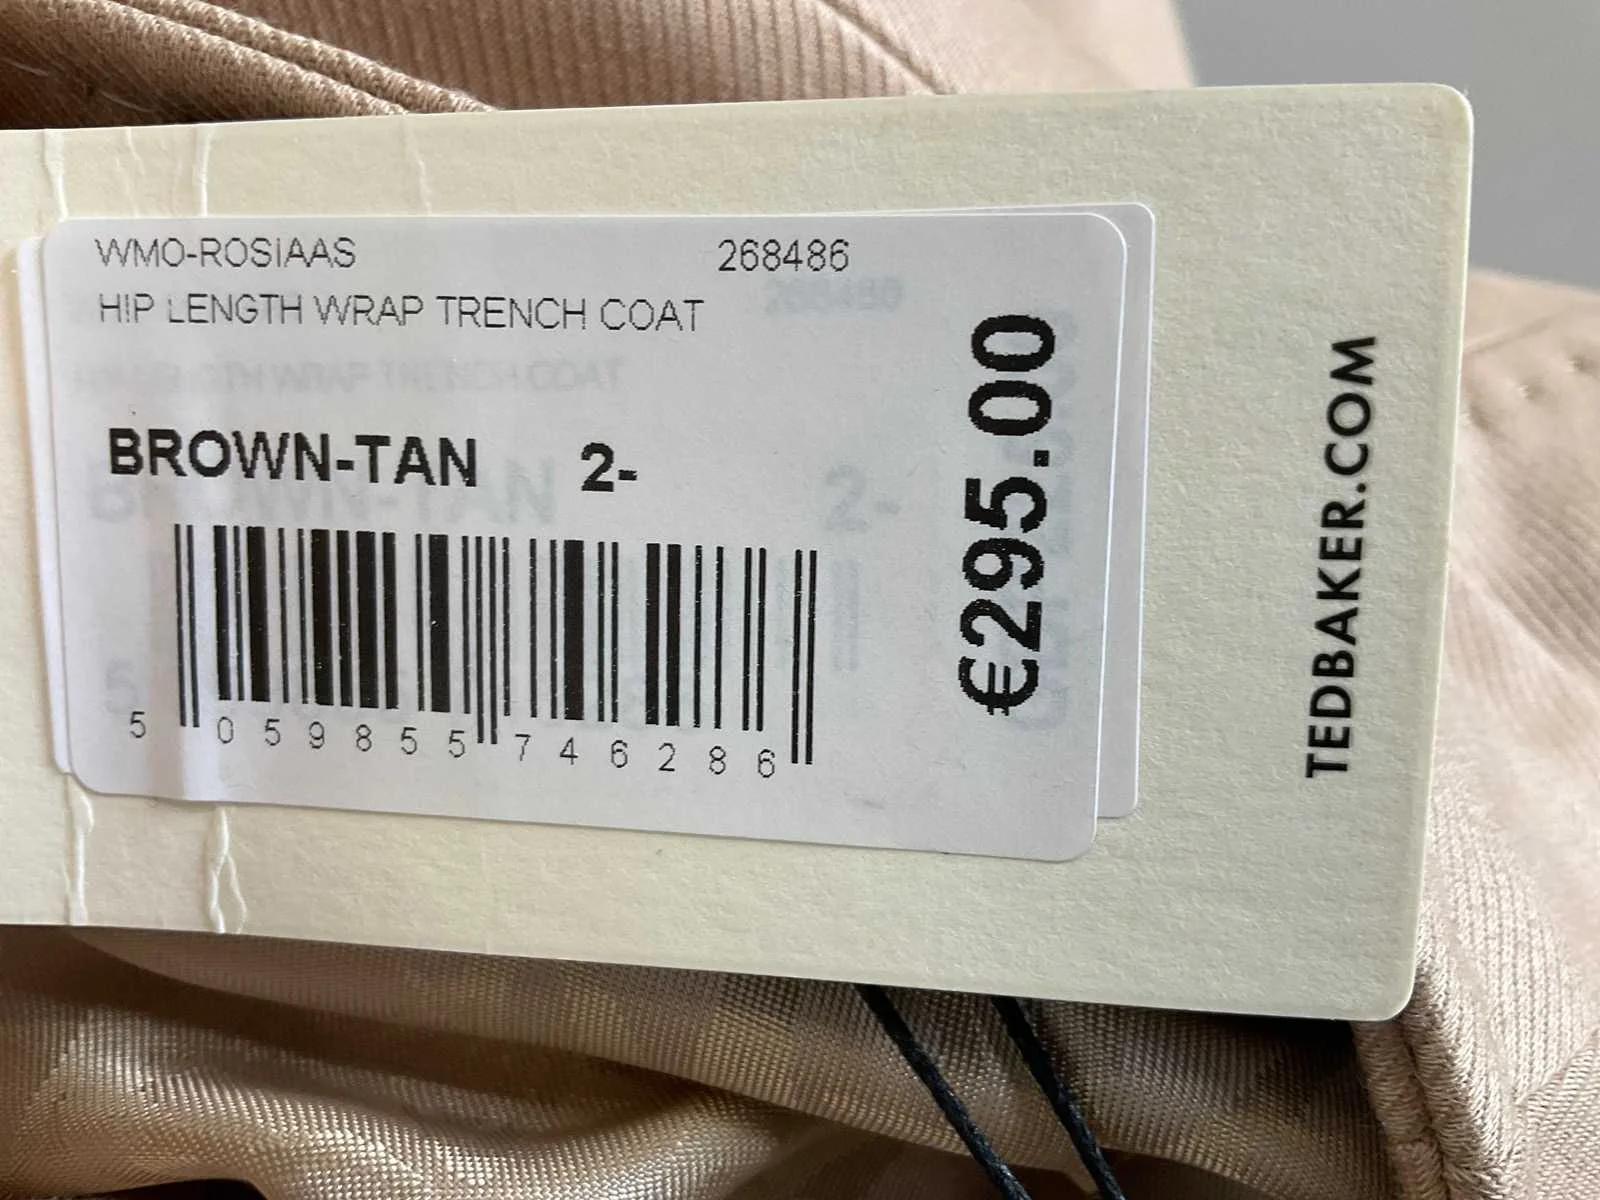 WMO-ROSIAAS 268486
HIP LENGTH WRAP TRENCH COAT
BROWN-TAN 2-
€295.00
5 059855 746286
TEDBAKER.COM